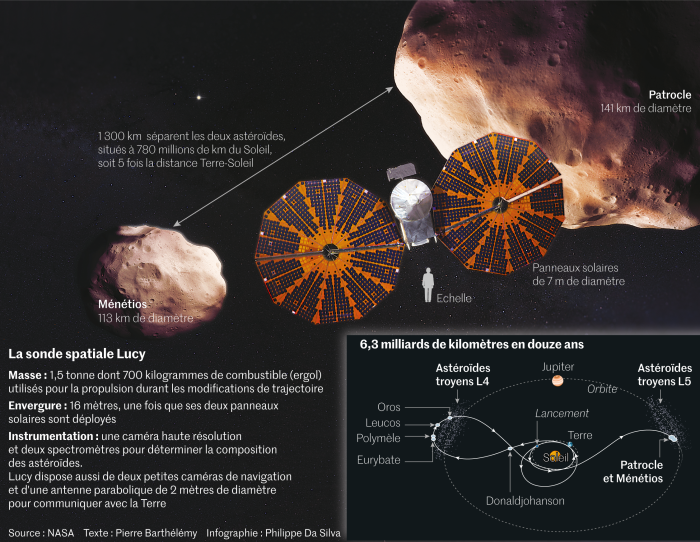 Patrocle
141 km de diamètre
1 300 km séparent les deux astéroïdes,
situés à 780 millions de km du Soleil,
soit 5 fois la distance Terre-Soleil
Panneaux solaires
de 7 m de diamètre
Echelle
Ménétios
113 km de diamètre
La sonde spatiale Lucy
Masse : 1,5 tonne dont 700 kilogrammes de combustible (ergol)
utilisés pour la propulsion durant les modifications de trajectoire
Envergure : 16 mètres, une fois que ses deux panneaux
solaires sont déployés
Instrumentation : une caméra haute résolution
et deux spectromètres pour déterminer la composition
des astéroïdes.
Lucy dispose aussi de deux petites caméras de navigation
et d'une antenne parabolique de 2 mètres de diamètre
pour communiquer avec la Terre
Source : NASA Texte : Pierre Barthélémy Infographie : Philippe Da Silva
6,3 milliards de kilomètres en douze ans
Astéroïdes
troyens L4
Jupiter
Orbite
Astéroïdes
troyens L5
Oros
Leucos
Polymèle
Eurybate
Lancement
Terre
Soleil
Donaldjohanson
Patrocle
et Ménétios